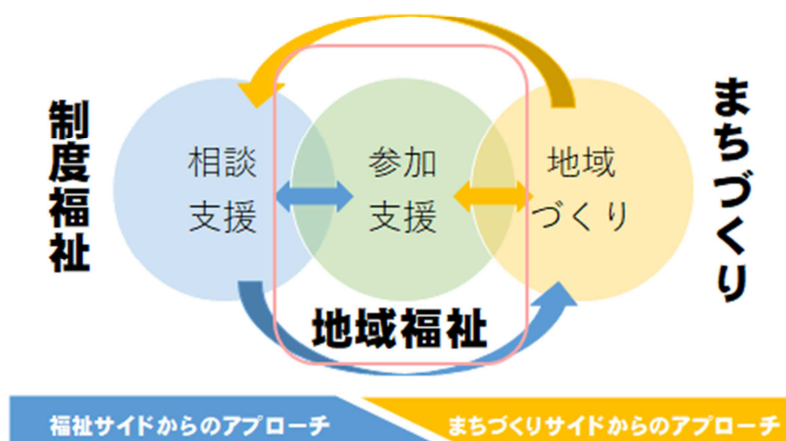 制度福祉
相談
支援
参加
支援
地域
づくり
まちづくり
地域福祉
福祉サイドからのアプローチ
まちづくりサイドからのアプローチ